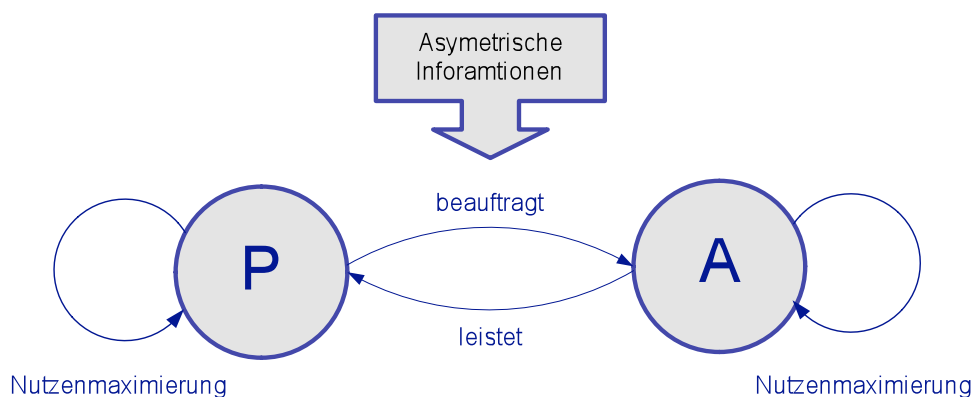 Asymetrische
Inforamtionen
beauftragt
P
A
leistet
Nutzenmaximierung
Nutzenmaximierung